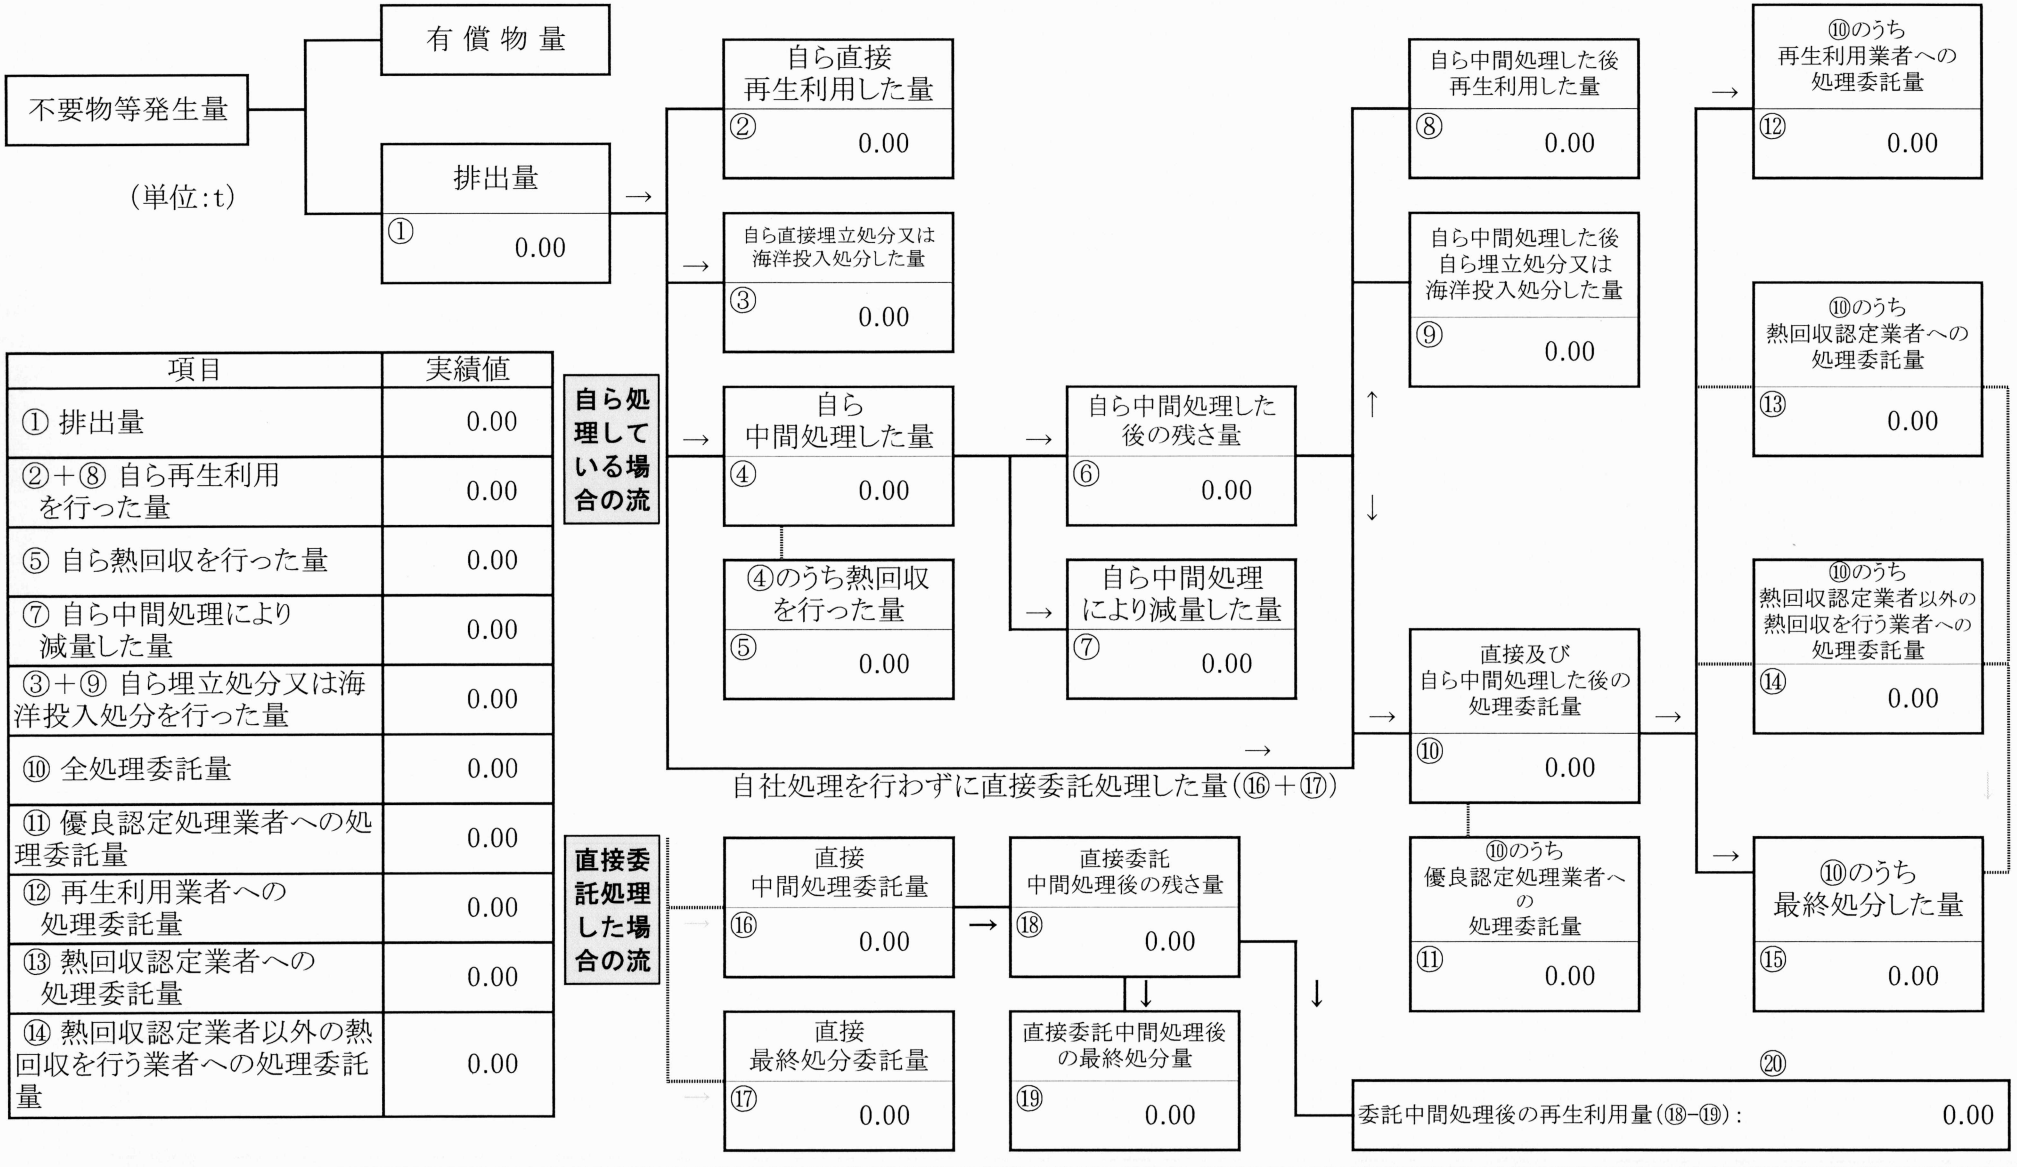 有償物量
不要物等発生量
(単位:t)
排出量
①
0.00
→
自ら直接
再生利用した量
②
0.00
→
自ら直接埋立処分又は
海洋投入処分した量
③
0.00
→
自ら
中間処理した量
④
0.00
④のうち熱回収
を行った量
⑤
0.00
→
自ら中間処理した
後の残さ量
⑥
0.00
→
自ら中間処理
により減量した量
⑦
0.00
↑
↓
自ら中間処理した後
再生利用した量
⑧
0.00
自ら中間処理した後
自ら埋立処分又は
海洋投入処分した量
⑨
0.00
→
直接及び
自ら中間処理した後の
処理委託量
⑩
0.00
⑩のうち
優良認定処理業者へ
の
処理委託量
⑪
0.00
→
→
⑩のうち
再生利用業者への
処理委託量
⑫
0.00
⑩のうち
熱回収認定業者への
処理委託量
⑬
0.00
⑩のうち
熱回収認定業者以外の
熱回収を行う業者への
処理委託量
⑭
0.00
↓
→
⑩のうち
最終処分した量
⑮
0.00
→
自社処理を行わずに直接委託処理した量(⑯+⑰)
自ら処
理して
いる場
合の流
直接委
託処理
した場
合の流
→
直接
中間処理委託量
⑯
0.00
→
直接
最終処分委託量
⑰
0.00
→
直接委託
中間処理後の残さ量
⑱
0.00
↓
直接委託中間処理後
の最終処分量
⑲
0.00
↓
⑳
委託中間処理後の再生利用量(⑱-⑲):
0.00
項目 実績値
① 排出量 0.00
②+⑧ 自ら再生利用
を行った量 0.00
⑤ 自ら熱回収を行った量 0.00
⑦ 自ら中間処理により
減量した量 0.00
③+⑨ 自ら埋立処分又は海
洋投入処分を行った量 0.00
⑩ 全処理委託量 0.00
⑪ 優良認定処理業者への処
理委託量 0.00
⑫ 再生利用業者への
処理委託量 0.00
⑬ 熱回収認定業者への
処理委託量 0.00
⑭ 熱回収認定業者以外の熱
回収を行う業者への処理委託
量 0.00